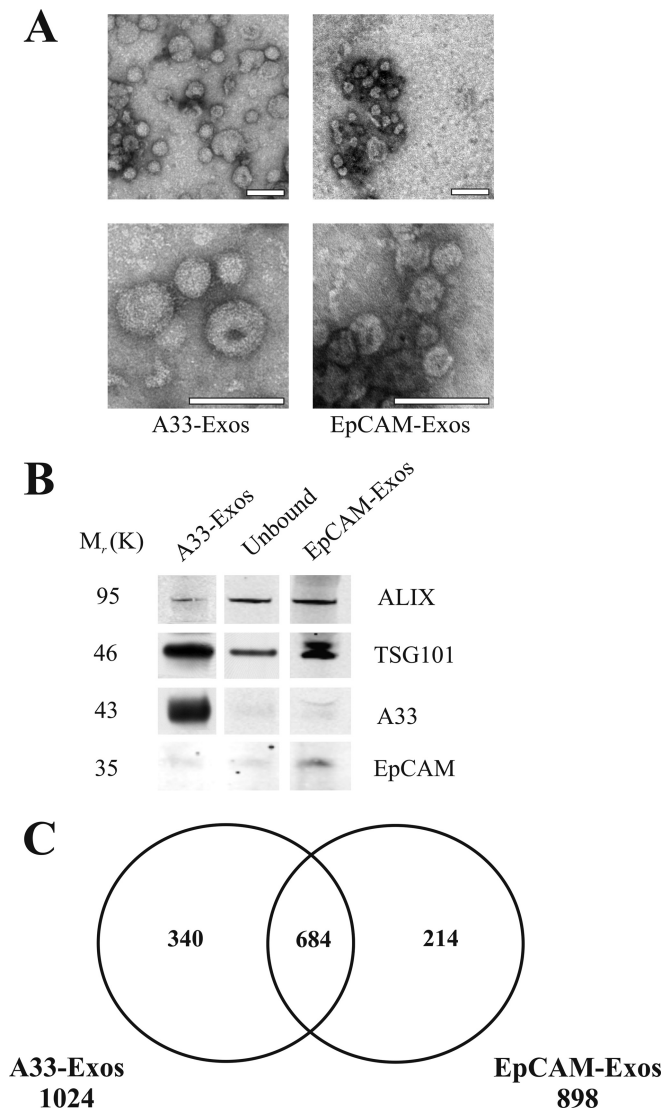 A
A33-Exos EpCAM-Exos
B
Mr (K) A33-Exos Unbound EpCAM-Exos
95 ALIX
46 TSG101
43 A33
35 EpCAM
C
340 684 214
A33-Exos EpCAM-Exos
1024 898